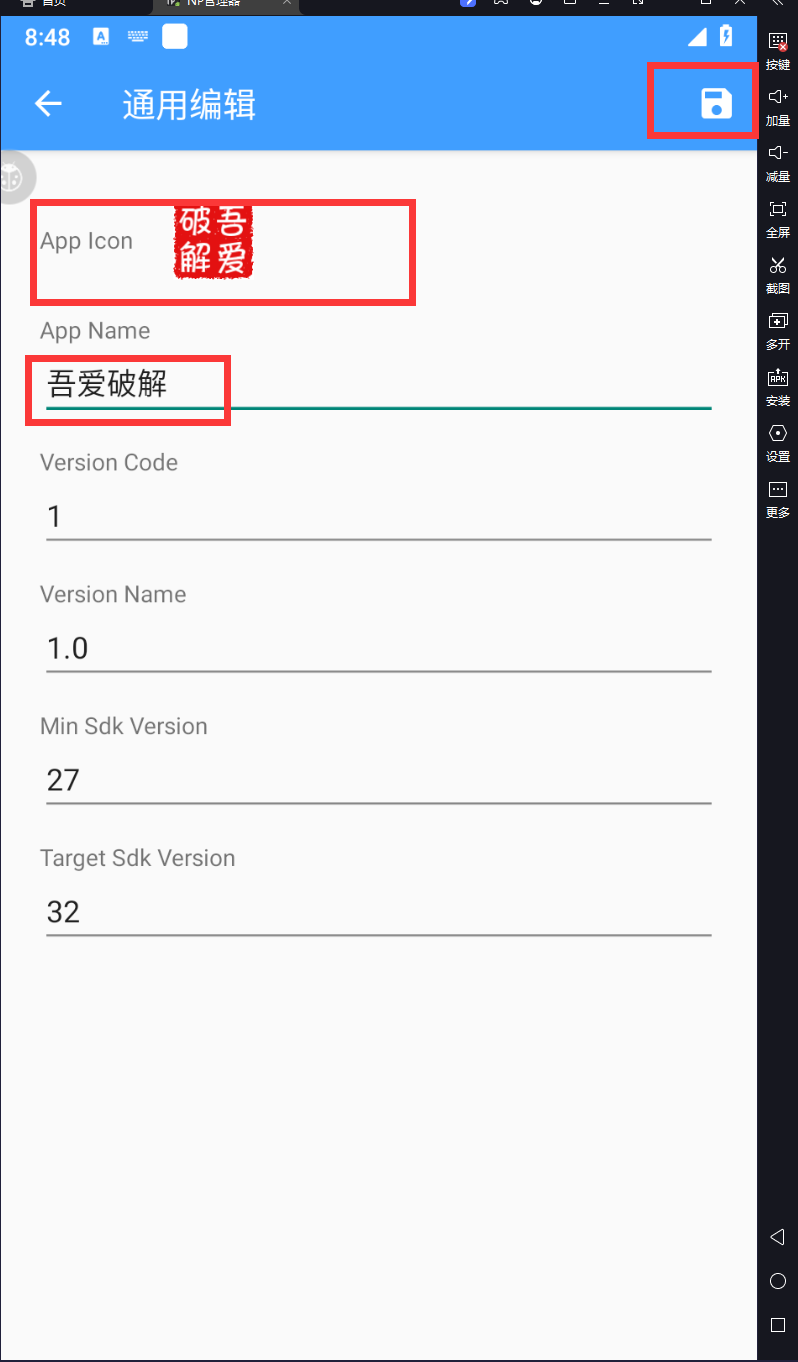 首页
NP管理器
8:48
通用编辑
按键
加量
减量
全屏
截图
多开
安装
设置
更多
App Icon
破吾
解爱
App Name
吾爱破解
Version Code
1
Version Name
1.0
Min Sdk Version
27
Target Sdk Version
32